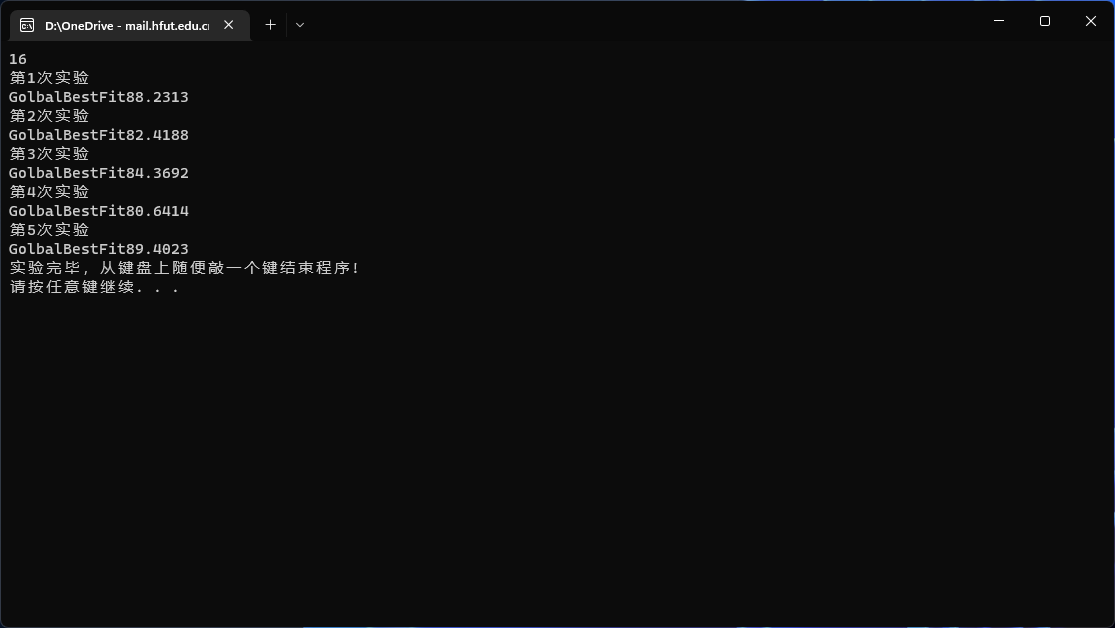 D:\OneDrive - mail.hfut.edu.c
16
第1次实验
GolbalBestFit88.2313
第2次实验
GolbalBestFit82.4188
第3次实验
GolbalBestFit84.3692
第4次实验
GolbalBestFit80.6414
第5次实验
GolbalBestFit89.4023
实验完毕，从键盘上随便敲一个键结束程序！
请按任意键继续. . .